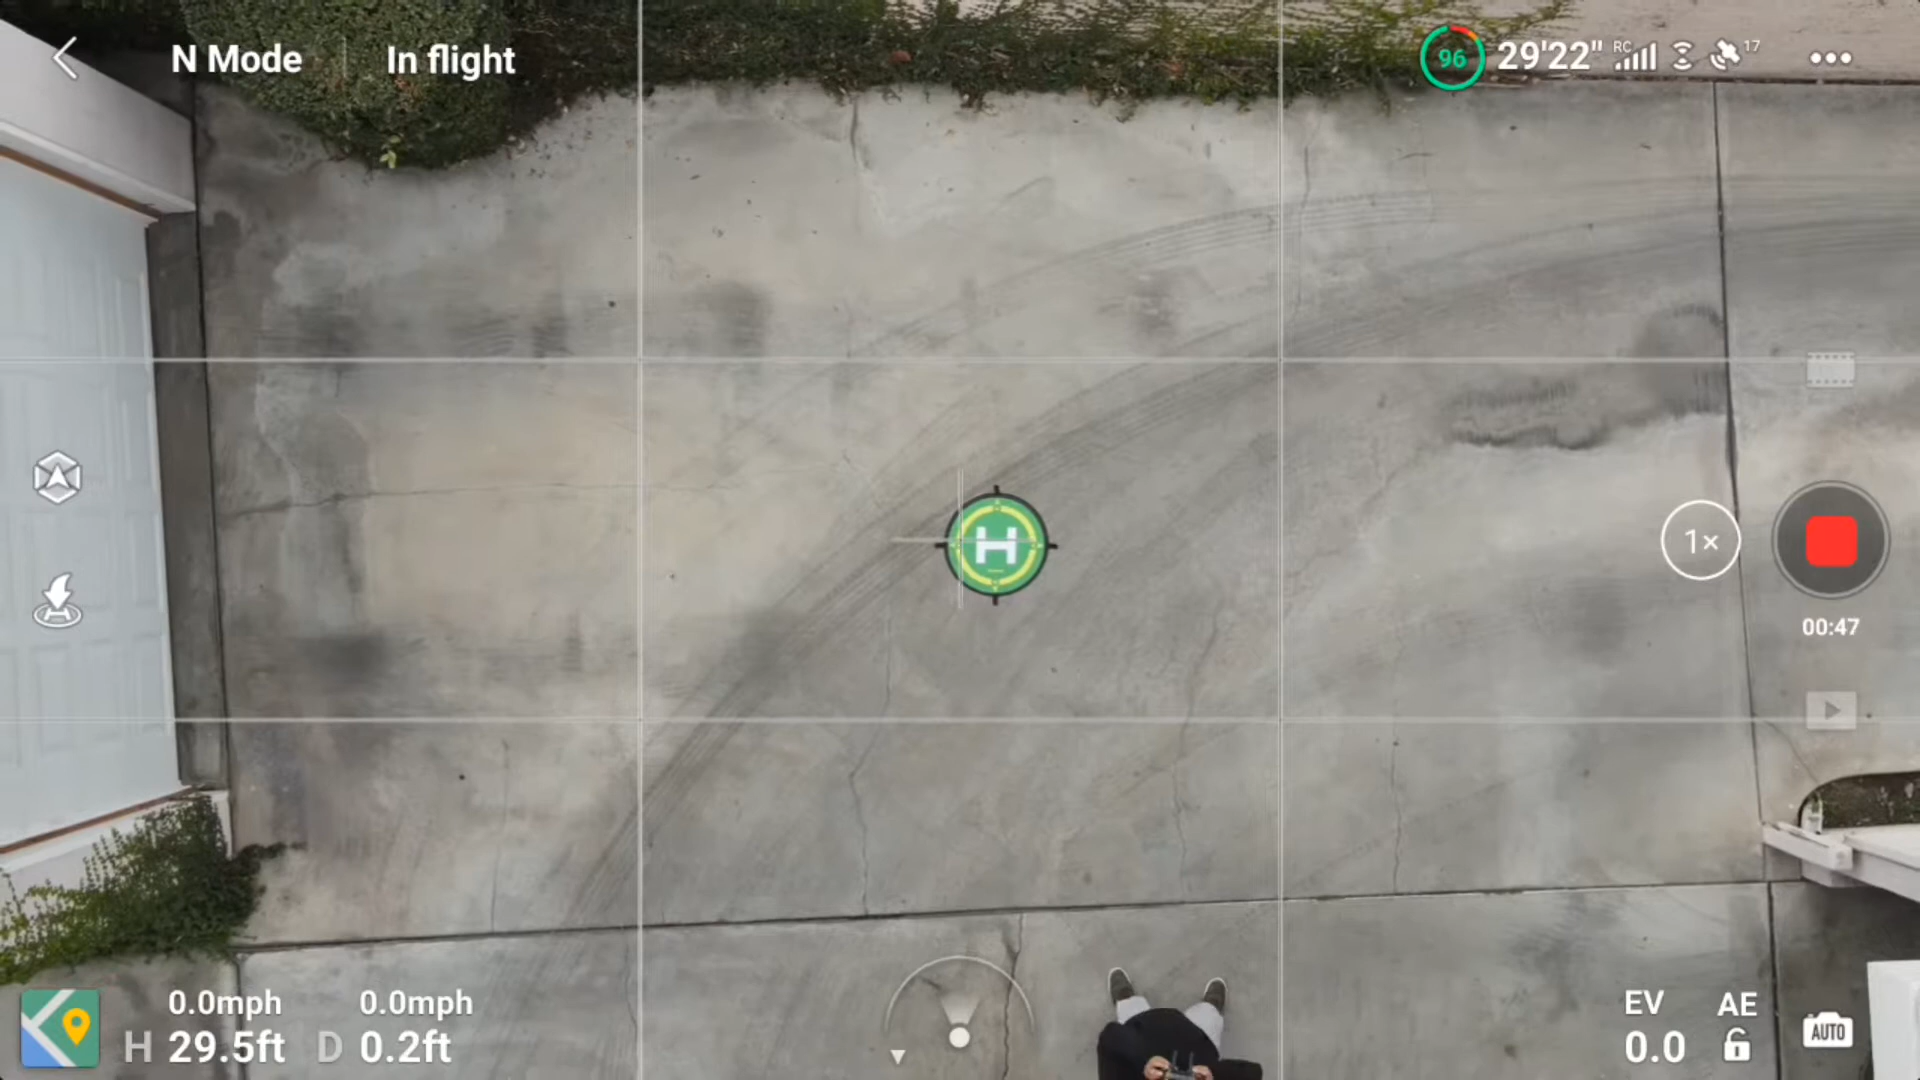 N Mode In flight 96 29'22" RC 17
H
1×
00:47
0.0mph 0.0mph EV AE
H 29.5ft D 0.2ft 0.0 AUTO